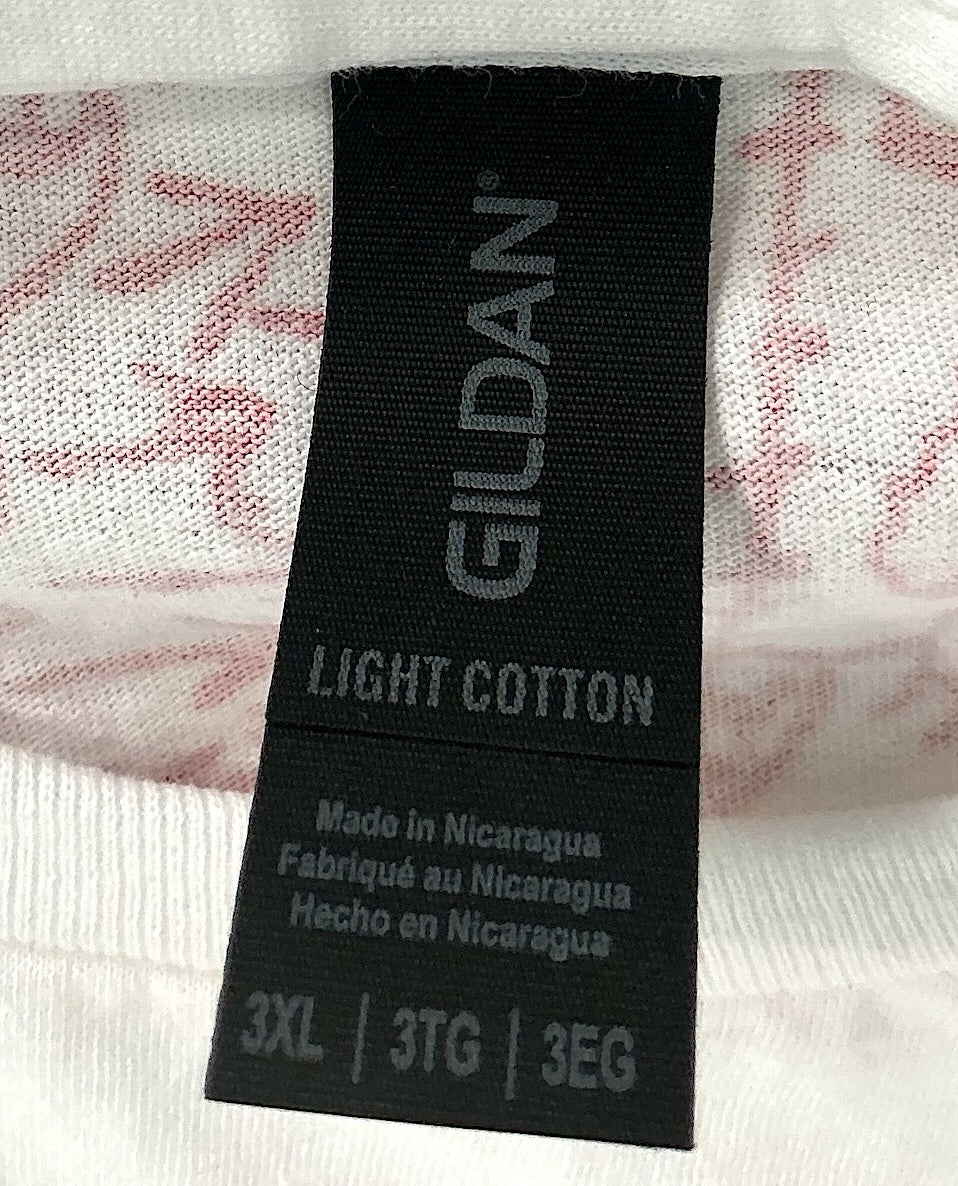 GILDAN®
LIGHT COTTON
Made in Nicaragua
Fabriqué au Nicaragua
Hecho en Nicaragua
3XL | 3TG | 3EG